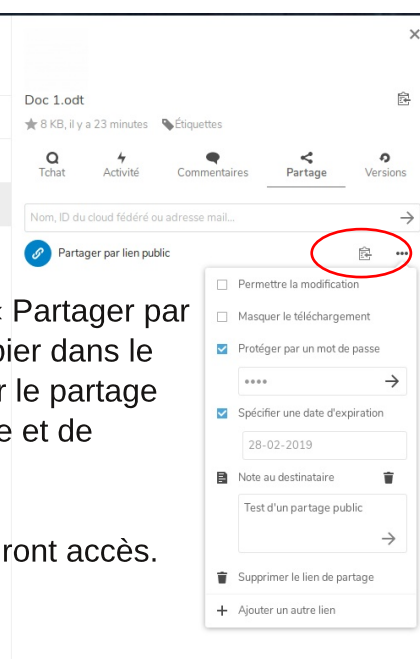 Doc 1.odt
8 KB, il y a 23 minutes Étiquettes
Tchat Activité Commentaires Partage Versions
Nom, ID du cloud fédéré ou adresse mail...
Partager par lien public
Permettre la modification
Masquer le téléchargement
Protéger par un mot de passe
••••
Spécifier une date d'expiration
28-02-2019
Note au destinataire
Test d'un partage public
Supprimer le lien de partage
Ajouter un autre lien
« Partager par
pier dans le
r le partage
e et de
ront accès.